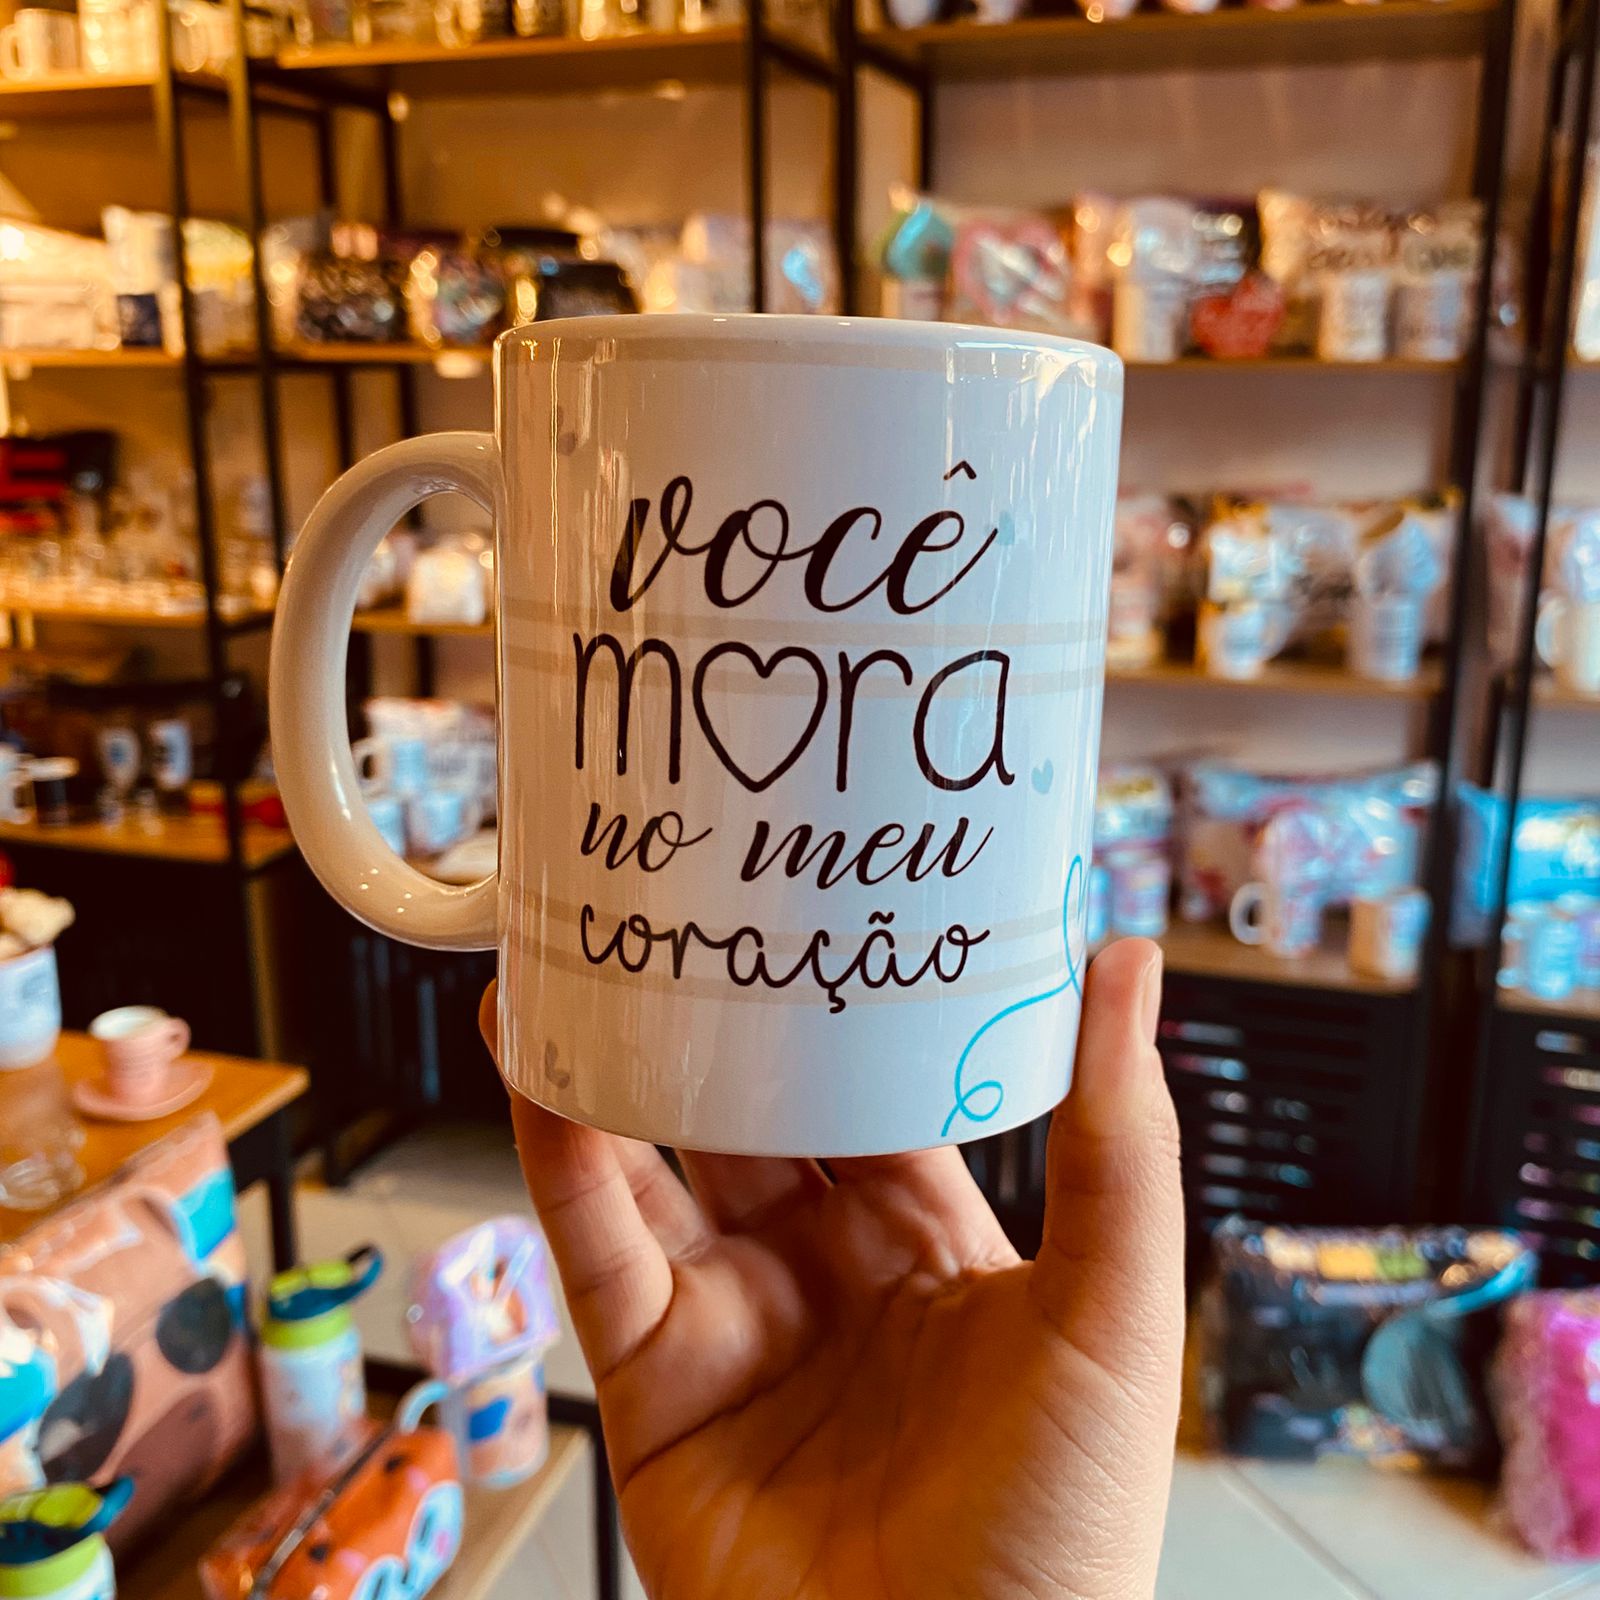 você
mora
no meu
coração